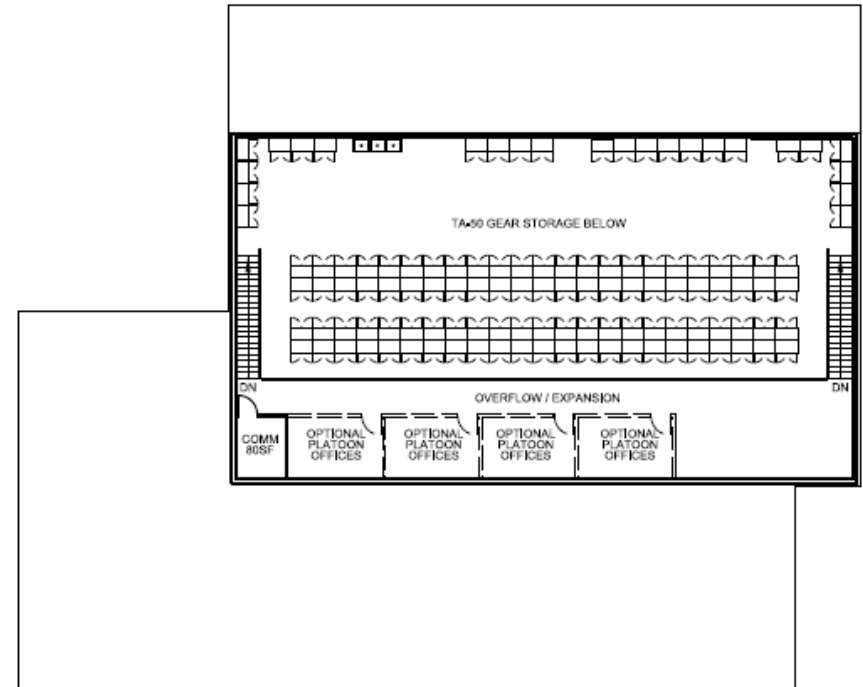 TA-50 GEAR STORAGE BELOW
DN
DN
OVERFLOW / EXPANSION
COMM
80SF
OPTIONAL
PLATOON
OFFICES
OPTIONAL
PLATOON
OFFICES
OPTIONAL
PLATOON
OFFICES
OPTIONAL
PLATOON
OFFICES